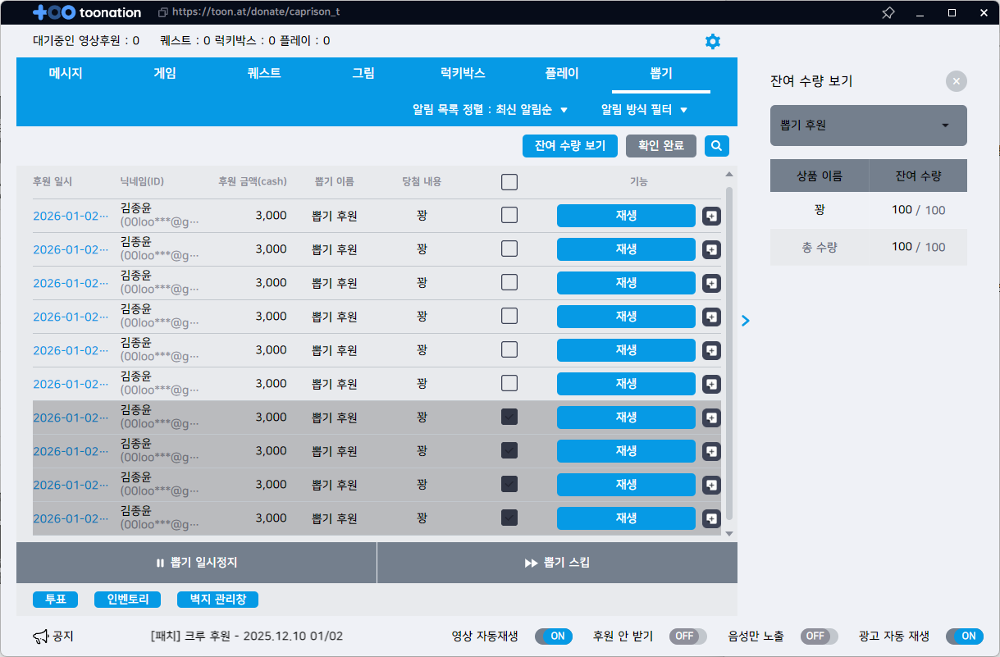 toonation https://toon.at/donate/caprison_t
대기중인 영상후원 : 0 퀘스트 : 0 럭키박스 : 0 플레이 : 0
메시지 게임 퀘스트 그림 럭키박스 플레이 뽑기
알림 목록 정렬 : 최신 알림순 ▼ 알림 방식 필터 ▼
잔여 수량 보기 확인 완료
후원 일시 닉네임(ID) 후원 금액(cash) 뽑기 이름 당첨 내용 기능
2026-01-02··· 김종윤 3,000 뽑기 후원 꽝 재생
(00loo***@g···
2026-01-02··· 김종윤 3,000 뽑기 후원 꽝 재생
(00loo***@g···
2026-01-02··· 김종윤 3,000 뽑기 후원 꽝 재생
(00loo***@g···
2026-01-02··· 김종윤 3,000 뽑기 후원 꽝 재생
(00loo***@g···
2026-01-02··· 김종윤 3,000 뽑기 후원 꽝 재생
(00loo***@g···
2026-01-02··· 김종윤 3,000 뽑기 후원 꽝 재생
(00loo***@g···
2026-01-02··· 김종윤 3,000 뽑기 후원 꽝 재생
(00loo***@g···
2026-01-02··· 김종윤 3,000 뽑기 후원 꽝 재생
(00loo***@g···
2026-01-02··· 김종윤 3,000 뽑기 후원 꽝 재생
(00loo***@g···
2026-01-02··· 김종윤 3,000 뽑기 후원 꽝 재생
(00loo***@g···
뽑기 일시정지 뽑기 스킵
투표 인벤토리 벽지 관리창
잔여 수량 보기
뽑기 후원
상품 이름 잔여 수량
꽝 100 / 100
총 수량 100 / 100
공지 [패치] 크루 후원 - 2025.12.10 01/02 영상 자동재생 ON 후원 안 받기 OFF 음성만 노출 OFF 광고 자동 재생 ON